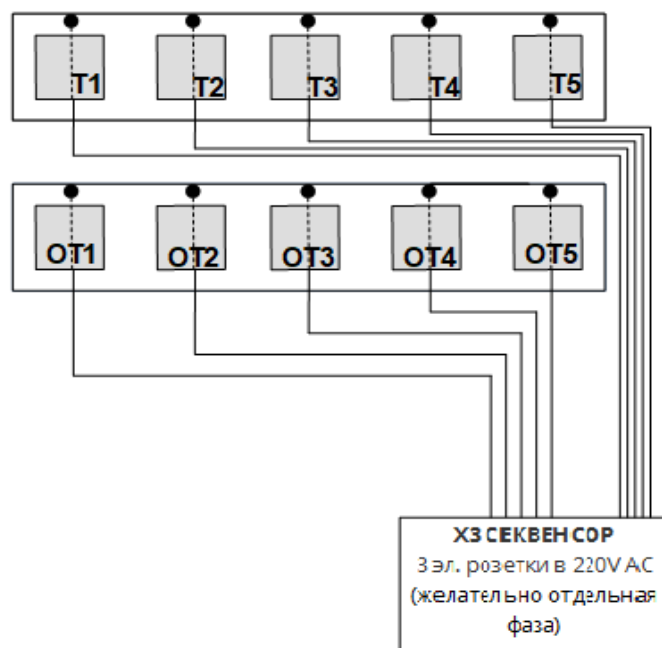 T1 T2 T3 T4 T5
OT1 OT2 OT3 OT4 OT5
X3 СЕКВЕНСОР
3 эл. розетки в 220V AC
(желательно отдельная
фаза)